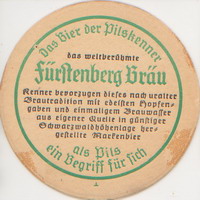 Das Bier der Pilskenner
das weltberühmte
Fürstenberg Bräu
Kenner bevorzugen dieses nach uralter
Brautradition mit edelsten Hopfen-
gaben und einmaligem Brauwasser
aus eigener Quelle in günstiger
Schwarzwaldhöhenlage her-
gestellte Markenbier
als Pils
ein Begriff für sich